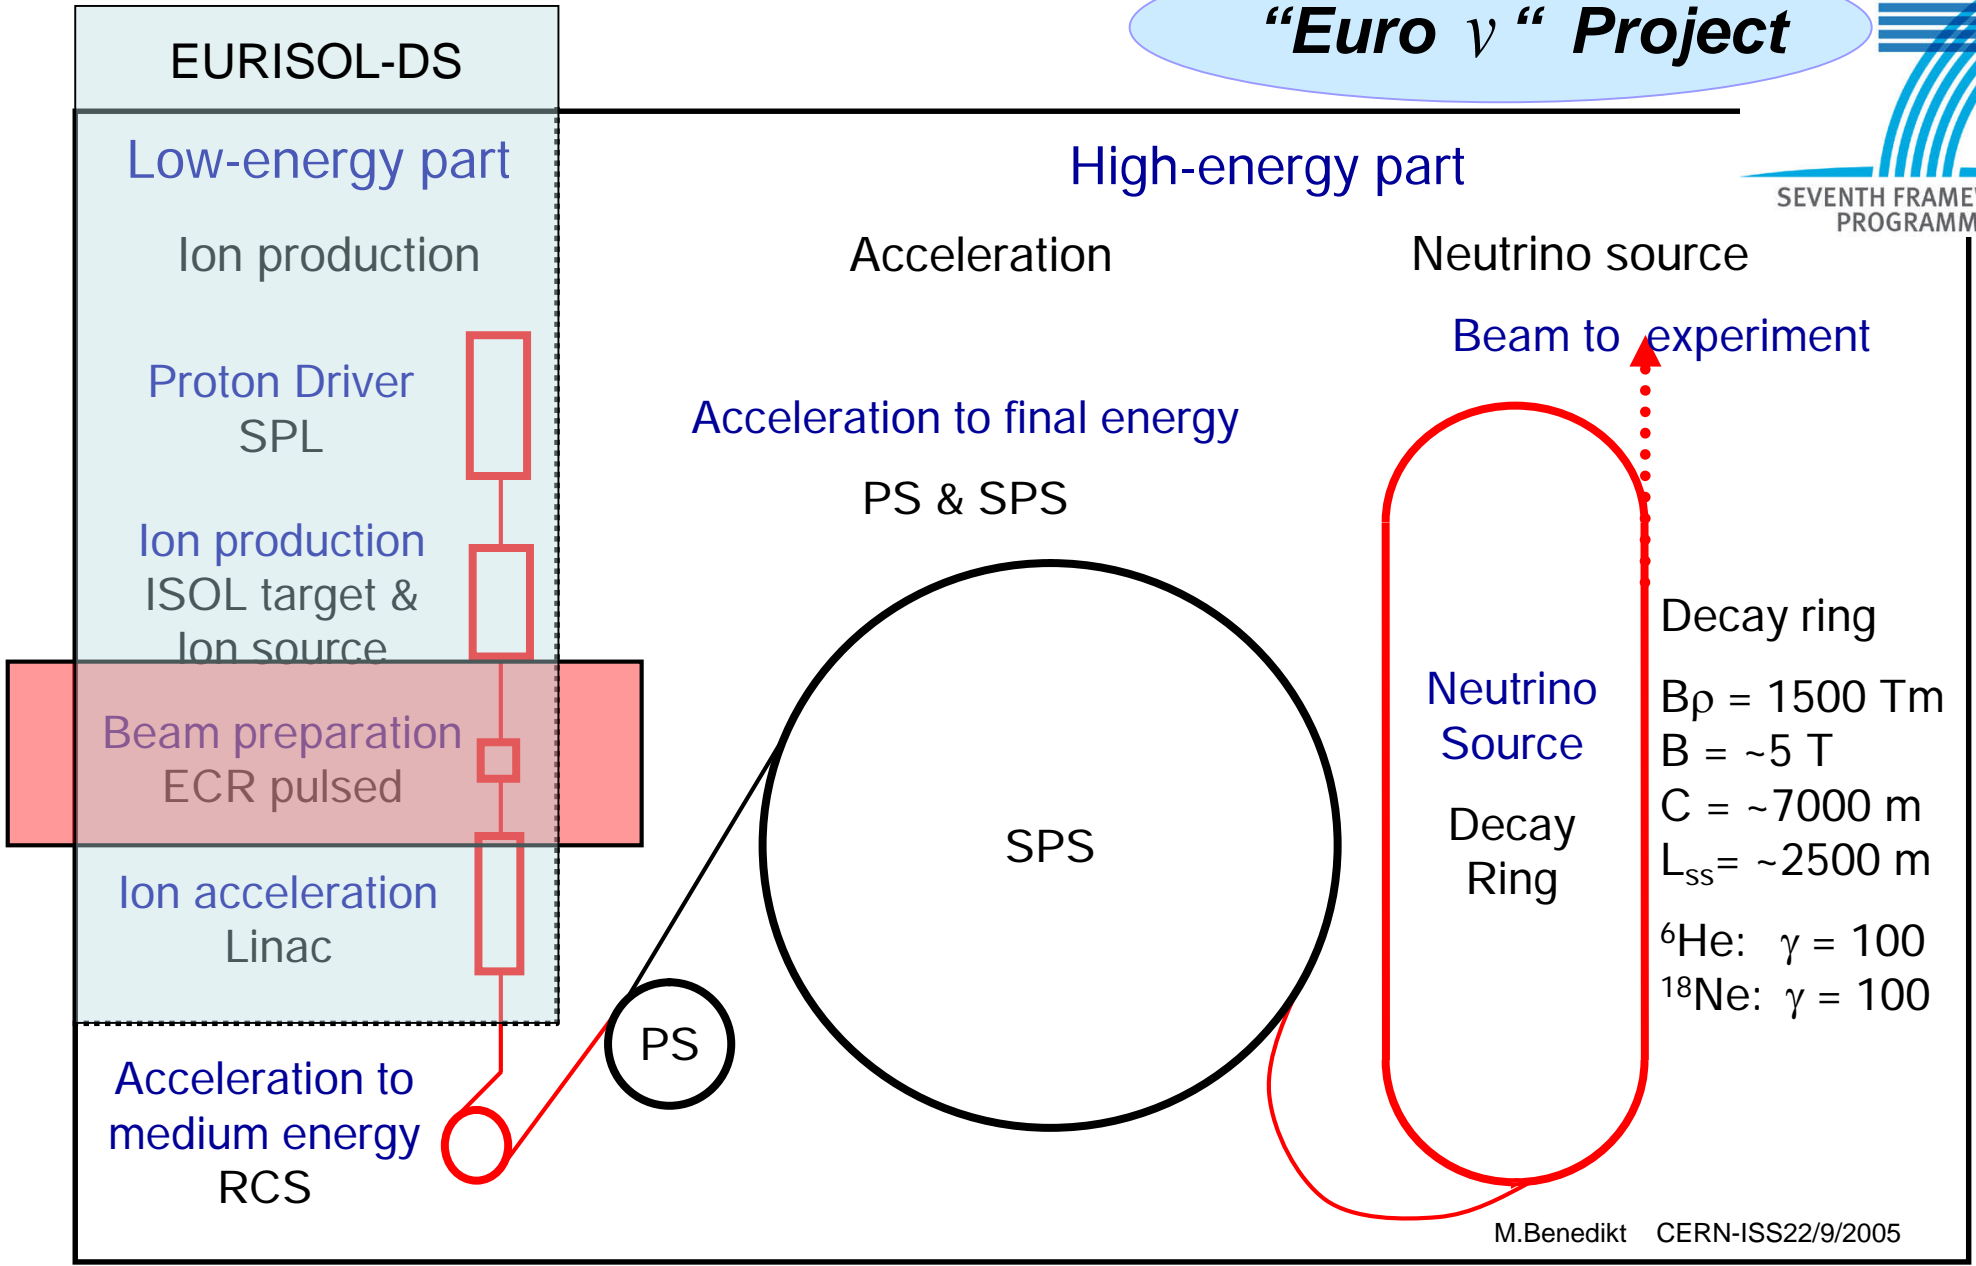 “Euro ν “ Project
EURISOL-DS
SEVENTH
PROGRAMM
Low-energy part
Ion production
Proton Driver
SPL
Ion production
ISOL target &
Ion source
Beam preparation
ECR pulsed
Ion acceleration
Linac
Acceleration to
medium energy
RCS
High-energy part
Acceleration
Acceleration to final energy
PS & SPS
PS
SPS
Neutrino source
Beam to experiment
Neutrino
Source
Decay
Ring
Decay ring
Bρ = 1500 Tm
B = ~5 T
C = ~7000 m
Lss= ~2500 m
⁶He: γ = 100
¹⁸Ne: γ = 100
M.Benedikt CERN-ISS22/9/2005